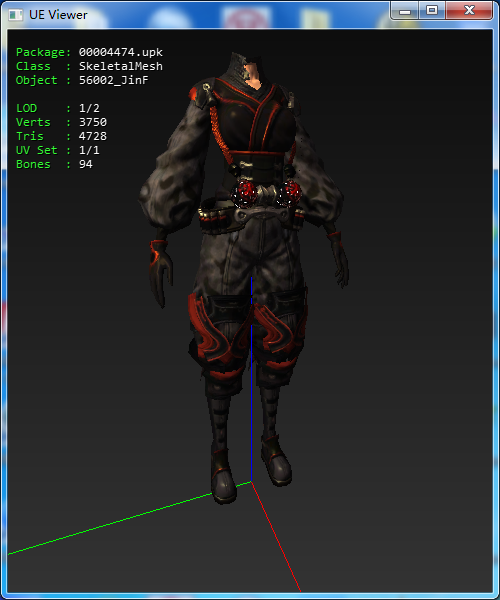 UE Viewer
Package: 00004474.upk
Class : SkeletalMesh
Object : 56002_JinF
LOD : 1/2
Verts : 3750
Tris : 4728
UV Set : 1/1
Bones : 94